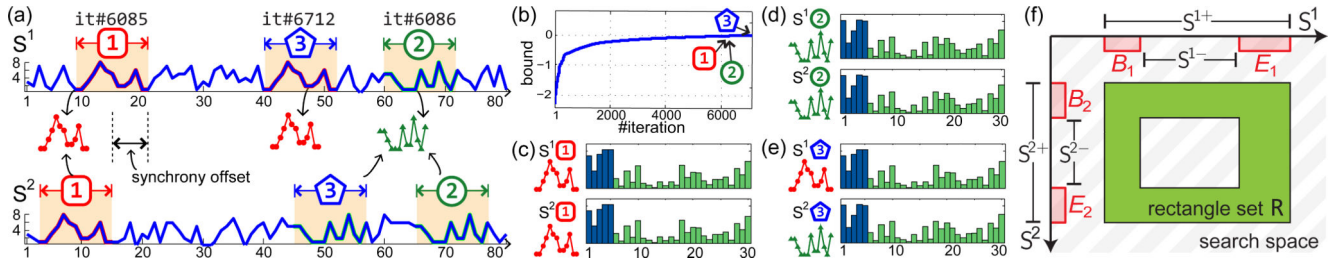 (a)
it#6085
it#6712
it#6086
S¹
1
3
2
8
4
1 10 20 30 40 50 60 70 80
synchrony offset
S²
1
3
2
8
4
1 10 20 30 40 50 60 70 80
(b)
bound
0
-1
-2
1 2000 4000 6000
#iteration
1
2
3
(c)
S¹ 1
S² 1
1 10 20 30
(d)
S¹ 2
S² 2
1 10 20 30
(e)
S¹ 3
S² 3
1 10 20 30
(f)
S¹⁺
S¹
B₁
S¹⁻
E₁
B₂
S²⁺
S²⁻
E₂
S²
rectangle set R
search space